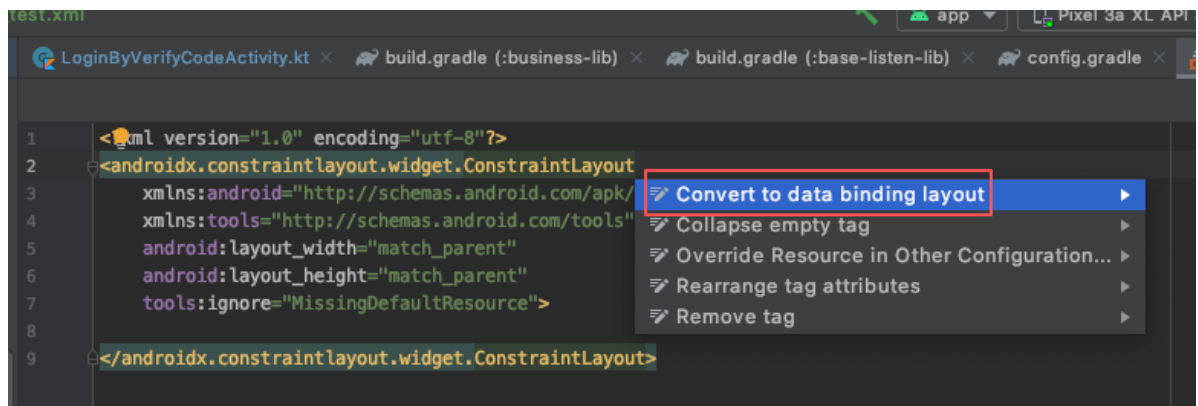 test.xml app Pixel 3a XL API
LoginByVerifyCodeActivity.kt build.gradle (:business-lib) build.gradle (:base-listen-lib) config.gradle
1 <?xml version="1.0" encoding="utf-8"?>
2 <androidx.constraintlayout.widget.ConstraintLayout
3 xmlns:android="http://schemas.android.com/apk/ Convert to data binding layout
4 xmlns:tools="http://schemas.android.com/tools" Collapse empty tag
5 android:layout_width="match_parent" Override Resource in Other Configuration...
6 android:layout_height="match_parent" Rearrange tag attributes
7 tools:ignore="MissingDefaultResource"> Remove tag
8
9 </androidx.constraintlayout.widget.ConstraintLayout>